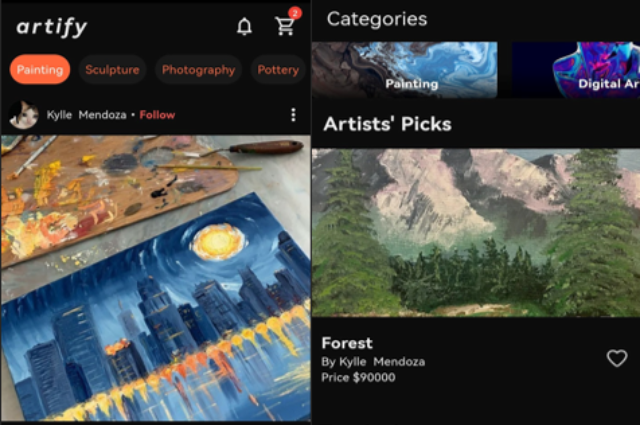 artify
2
Painting Sculpture Photography Pottery
Kylle Mendoza • Follow
Categories
Painting
Digital Ar
Artists' Picks
Forest
By Kylle Mendoza
Price $90000